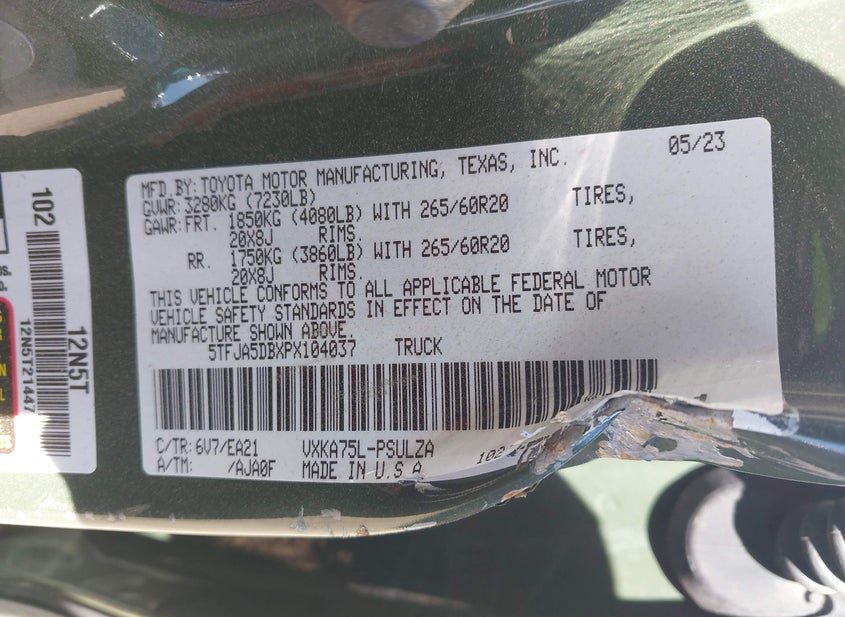 05/23
MFD.BY: TOYOTA MOTOR MANUFACTURING, TEXAS, INC.
GVWR: 3280KG (7230LB)
GAWR: FRT. 1850KG (4080LB) WITH 265/60R20 TIRES,
20X8J RIMS.
RR. 1750KG (3860LB) WITH 265/60R20 TIRES,
20X8J RIMS.
THIS VEHICLE CONFORMS TO ALL APPLICABLE FEDERAL MOTOR
VEHICLE SAFETY STANDARDS IN EFFECT ON THE DATE OF
MANUFACTURE SHOWN ABOVE.
5TFJA5DBXPX104037 TRUCK
C/TR: 6V7/EA21 VXKA75L-PSULZA 102
A/TM: /AJA0F MADE IN U.S.A
102
12N5T
12N5T21447